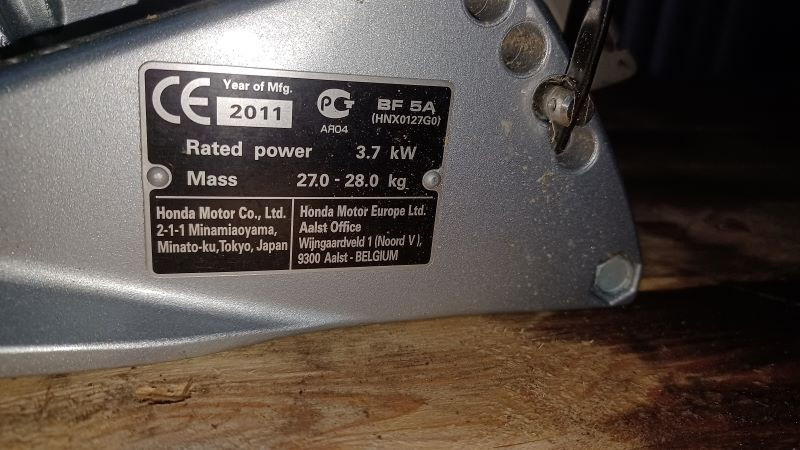 CE
Year of Mfg.
2011
РСТ
АЯ04
BF 5A
(HNX0127G0)
Rated power 3.7 kW
Mass 27.0 - 28.0 kg
Honda Motor Co., Ltd.
2-1-1 Minamiaoyama,
Minato-ku,Tokyo, Japan
Honda Motor Europe Ltd.
Aalst Office
Wijngaardveld 1 (Noord V ),
9300 Aalst - BELGIUM